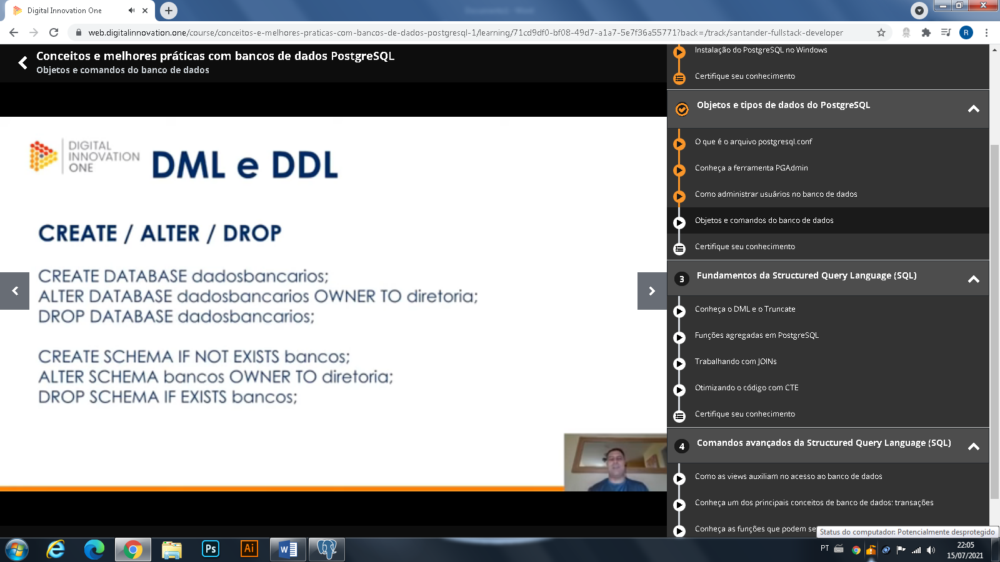 Digital Innovation One
web.digitalinnovation.one/course/conceitos-e-melhores-praticas-com-bancos-de-dados-postgresql-1/learning/71cd9df0-bf08-49d7-a1a7-5e7f36a55771?back=/track/santander-fullstack-developer
R
Conceitos e melhores práticas com bancos de dados PostgreSQL
Objetos e comandos do banco de dados
DIGITAL
INNOVATION
ONE
DML e DDL
CREATE / ALTER / DROP
CREATE DATABASE dadosbancarios;
ALTER DATABASE dadosbancarios OWNER TO diretoria;
DROP DATABASE dadosbancarios;
CREATE SCHEMA IF NOT EXISTS bancos;
ALTER SCHEMA bancos OWNER TO diretoria;
DROP SCHEMA IF EXISTS bancos;
Instalação do PostgreSQL no Windows
Certifique seu conhecimento
Objetos e tipos de dados do PostgreSQL
O que é o arquivo postgresql.conf
Conheça a ferramenta PGAdmin
Como administrar usuários no banco de dados
Objetos e comandos do banco de dados
Certifique seu conhecimento
3 Fundamentos da Structured Query Language (SQL)
Conheça o DML e o Truncate
Funções agregadas em PostgreSQL
Trabalhando com JOINs
Otimizando o código com CTE
Certifique seu conhecimento
4 Comandos avançados da Structured Query Language (SQL)
Como as views auxiliam no acesso ao banco de dados
Conheça um dos principais conceitos de banco de dados: transações
Conheça as funções que podem se
Status do computador: Potencialmente desprotegido
Ps
Ai
W
PT
22:05
15/07/2021